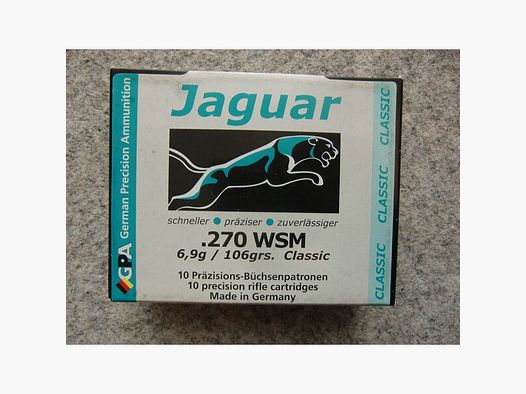 Jaguar
schneller ● präziser ● zuverlässiger
.270 WSM
6,9g / 106grs. Classic
10 Präzisions-Büchsenpatronen
10 precision rifle cartridges
Made in Germany
GPA German Precision Ammunition
CLASSIC CLASSIC CLASSIC